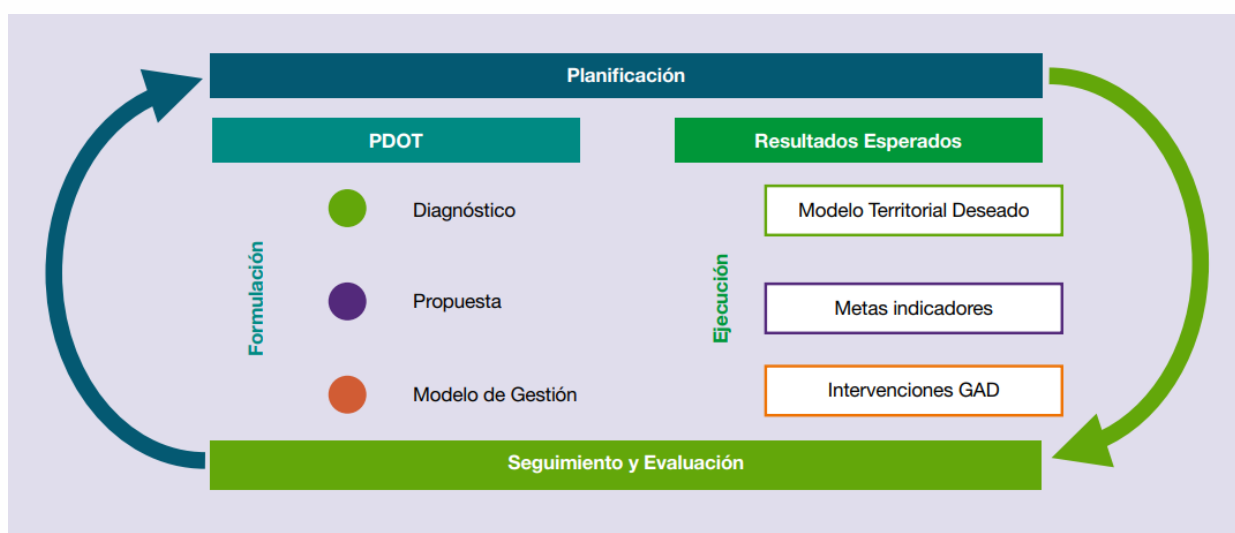 Planificación
PDOT
Resultados Esperados
Formulación
Diagnóstico
Propuesta
Modelo de Gestión
Ejecución
Modelo Territorial Deseado
Metas indicadores
Intervenciones GAD
Seguimiento y Evaluación